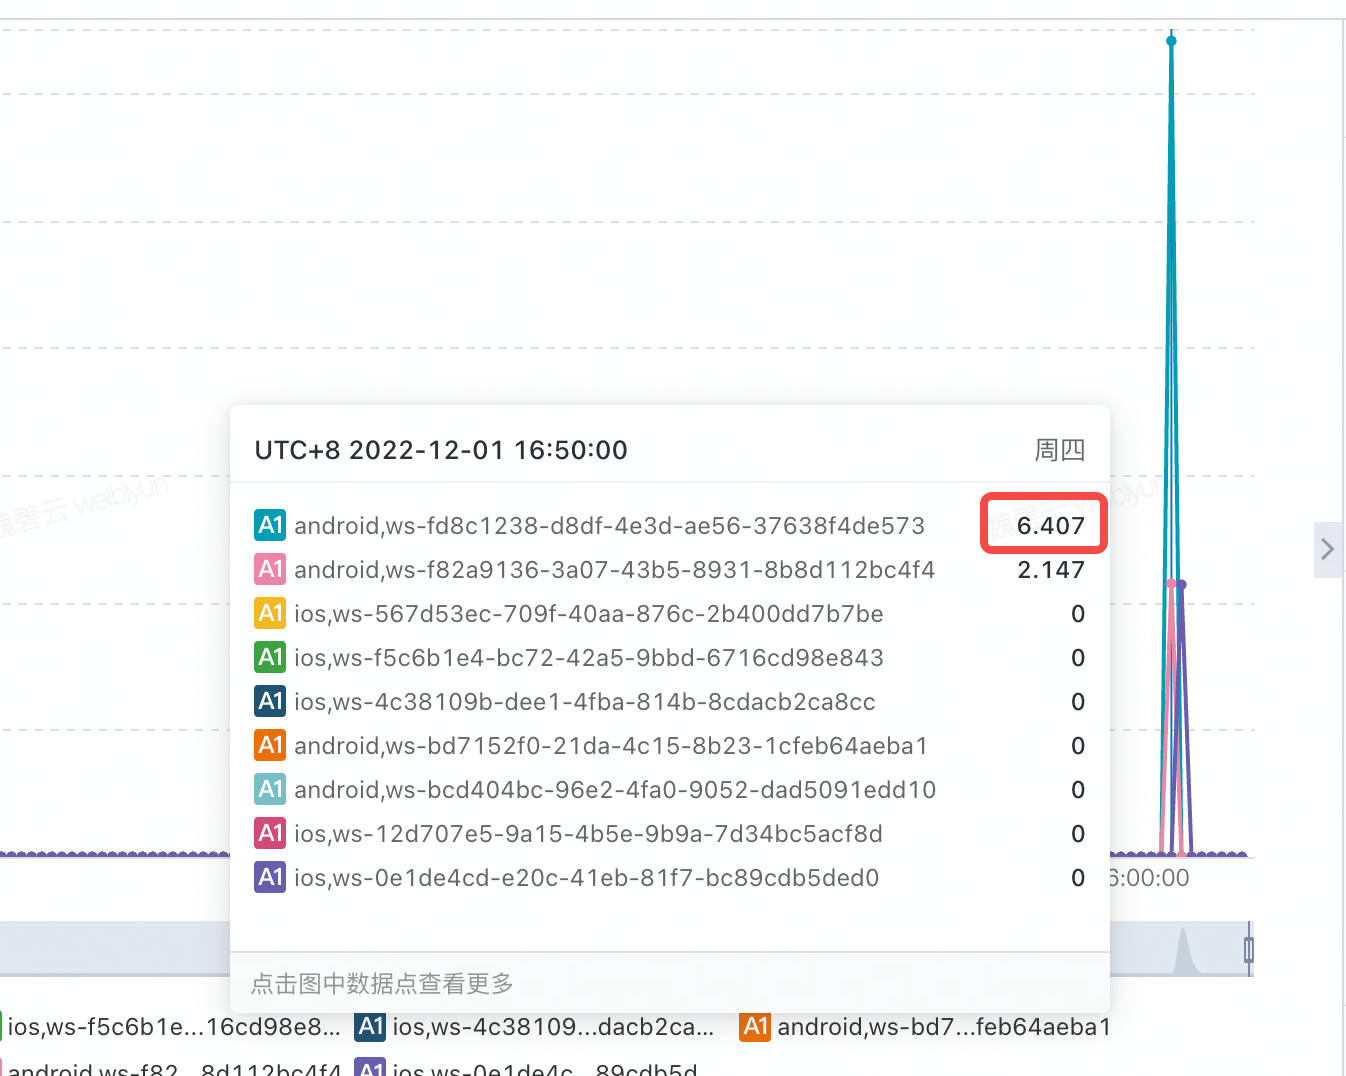 UTC+8 2022-12-01 16:50:00 周四
A1 android,ws-fd8c1238-d8df-4e3d-ae56-37638f4de573 6.407
A1 android,ws-f82a9136-3a07-43b5-8931-8b8d112bc4f4 2.147
A1 ios,ws-567d53ec-709f-40aa-876c-2b400dd7b7be 0
A1 ios,ws-f5c6b1e4-bc72-42a5-9bbd-6716cd98e843 0
A1 ios,ws-4c38109b-dee1-4fba-814b-8cdacb2ca8cc 0
A1 android,ws-bd7152f0-21da-4c15-8b23-1cfeb64aeba1 0
A1 android,ws-bcd404bc-96e2-4fa0-9052-dad5091edd10 0
A1 ios,ws-12d707e5-9a15-4b5e-9b9a-7d34bc5acf8d 0
A1 ios,ws-0e1de4cd-e20c-41eb-81f7-bc89cdb5ded0 0
6:00:00
点击图中数据点查看更多
ios,ws-f5c6b1e...16cd98e8... A1 ios,ws-4c38109...dacb2ca... A1 android,ws-bd7...feb64aeba1
android,ws-f82...8d112bc4f4 A1 ios,ws-0e1de4c...89cdb5d...
魏碧云 weibiyun